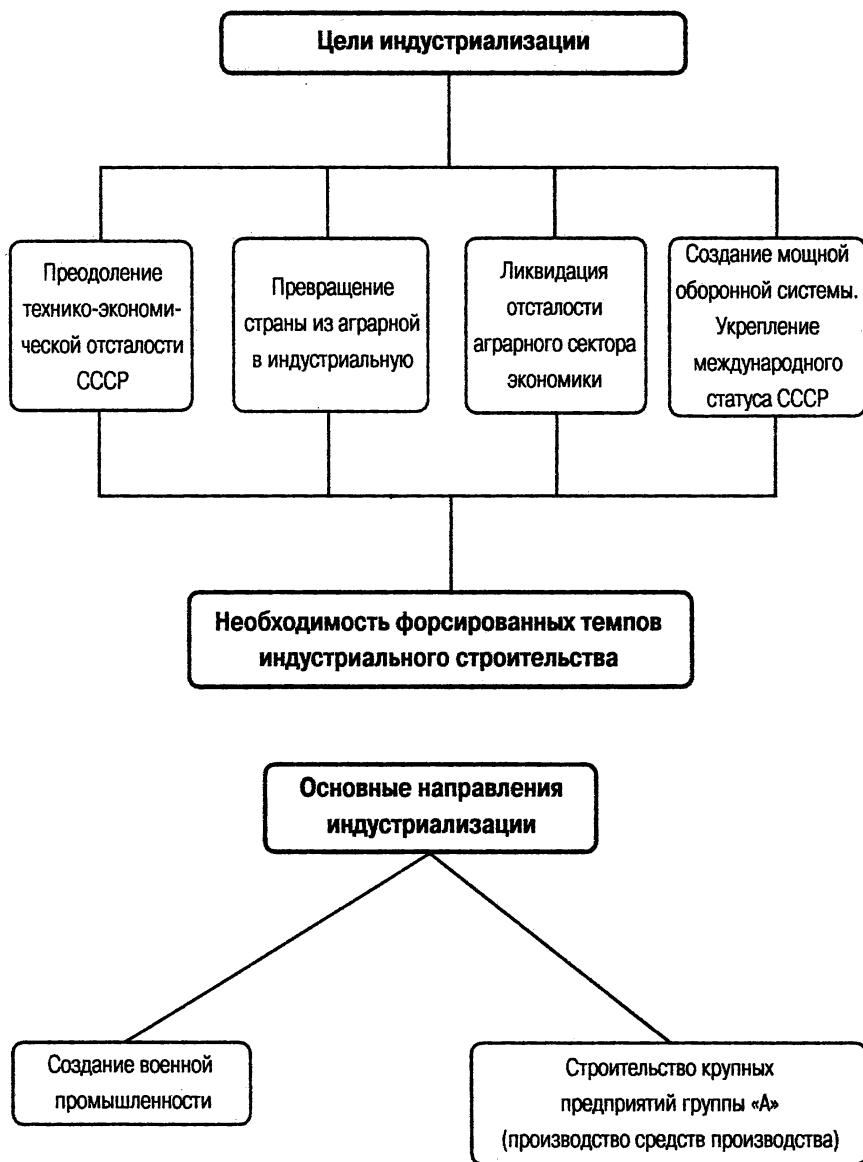 Цели индустриализации
Преодоление
технико-экономи-
ческой отсталости
СССР
Превращение
страны из аграрной
в индустриальную
Ликвидация
отсталости
аграрного сектора
экономики
Создание мощной
оборонной системы.
Укрепление
международного
статуса СССР
Необходимость форсированных темпов
индустриального строительства
Основные направления
индустриализации
Создание военной
промышленности
Строительство крупных
предприятий группы «А»
(производство средств производства)